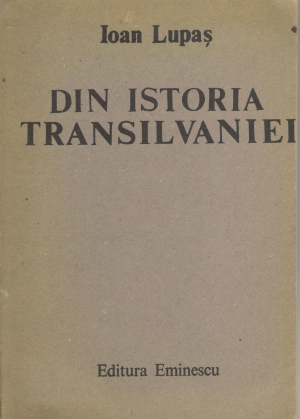 Ioan Lupaș
DIN ISTORIA
TRANSILVANIEI
Editura Eminescu